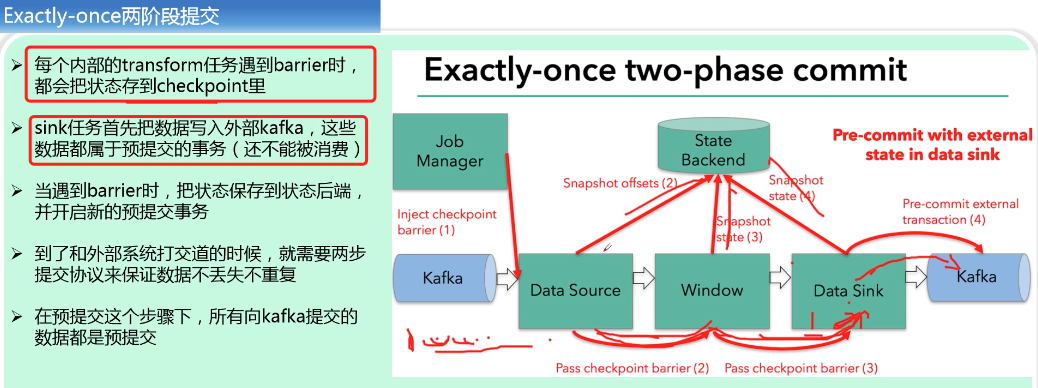 Exactly-once两阶段提交
每个内部的transform任务遇到barrier时，
都会把状态存到checkpoint里
sink任务首先把数据写入外部kafka，这些
数据都属于预提交的事务（还不能被消费）
当遇到barrier时，把状态保存到状态后端，
并开启新的预提交事务
到了和外部系统打交道的时候，就需要两步
提交协议来保证数据不丢失不重复
在预提交这个步骤下，所有向kafka提交的
数据都是预提交
Exactly-once two-phase commit
Job
Manager
State
Backend
Pre-commit with external
state in data sink
Snapshot offsets (2)
Snapshot
state (4)
Pre-commit external
transaction (4)
Inject checkpoint
barrier (1)
Snapshot
state (3)
Kafka
Data Source
Window
Data Sink
Kafka
Pass checkpoint barrier (2)
Pass checkpoint barrier (3)